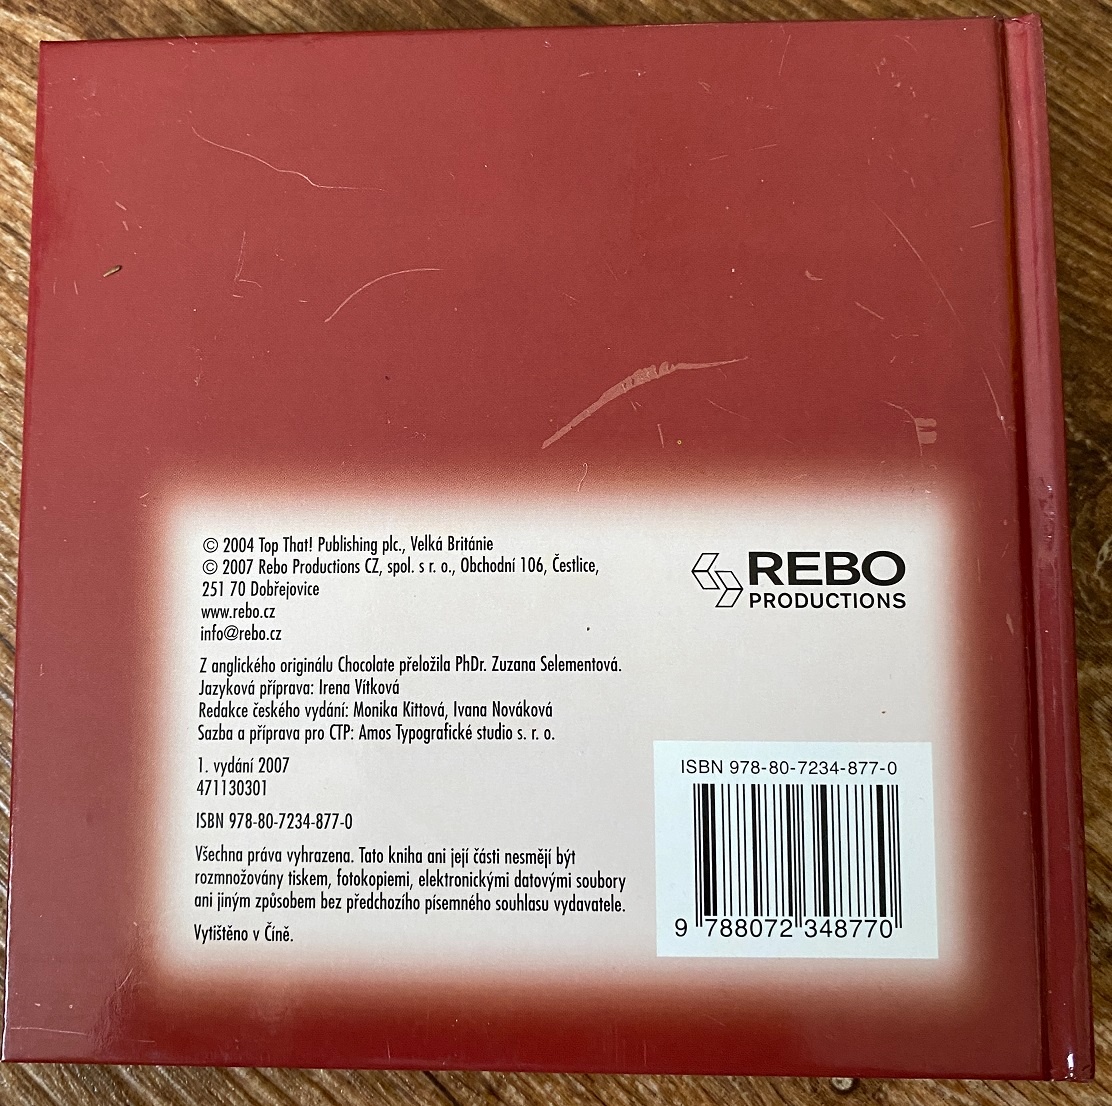 © 2004 Top That! Publishing plc., Velká Británie
© 2007 Rebo Productions CZ, spol. s r. o., Obchodní 106, Čestlice,
251 70 Dobřejovice
www.rebo.cz
info@rebo.cz
Z anglického originálu Chocolate přeložila PhDr. Zuzana Selementová.
Jazyková příprava: Irena Vítková
Redakce českého vydání: Monika Kittová, Ivana Nováková
Sazba a příprava pro CTP: Amos Typografické studio s. r. o.
1. vydání 2007
471130301
ISBN 978-80-7234-877-0
Všechna práva vyhrazena. Tato kniha ani její části nesmějí být
rozmnožovány tiskem, fotokopiemi, elektronickými datovými soubory
ani jiným způsobem bez předchozího písemného souhlasu vydavatele.
Vytištěno v Číně.
REBO
PRODUCTIONS
ISBN 978-80-7234-877-0
9 788072 348770